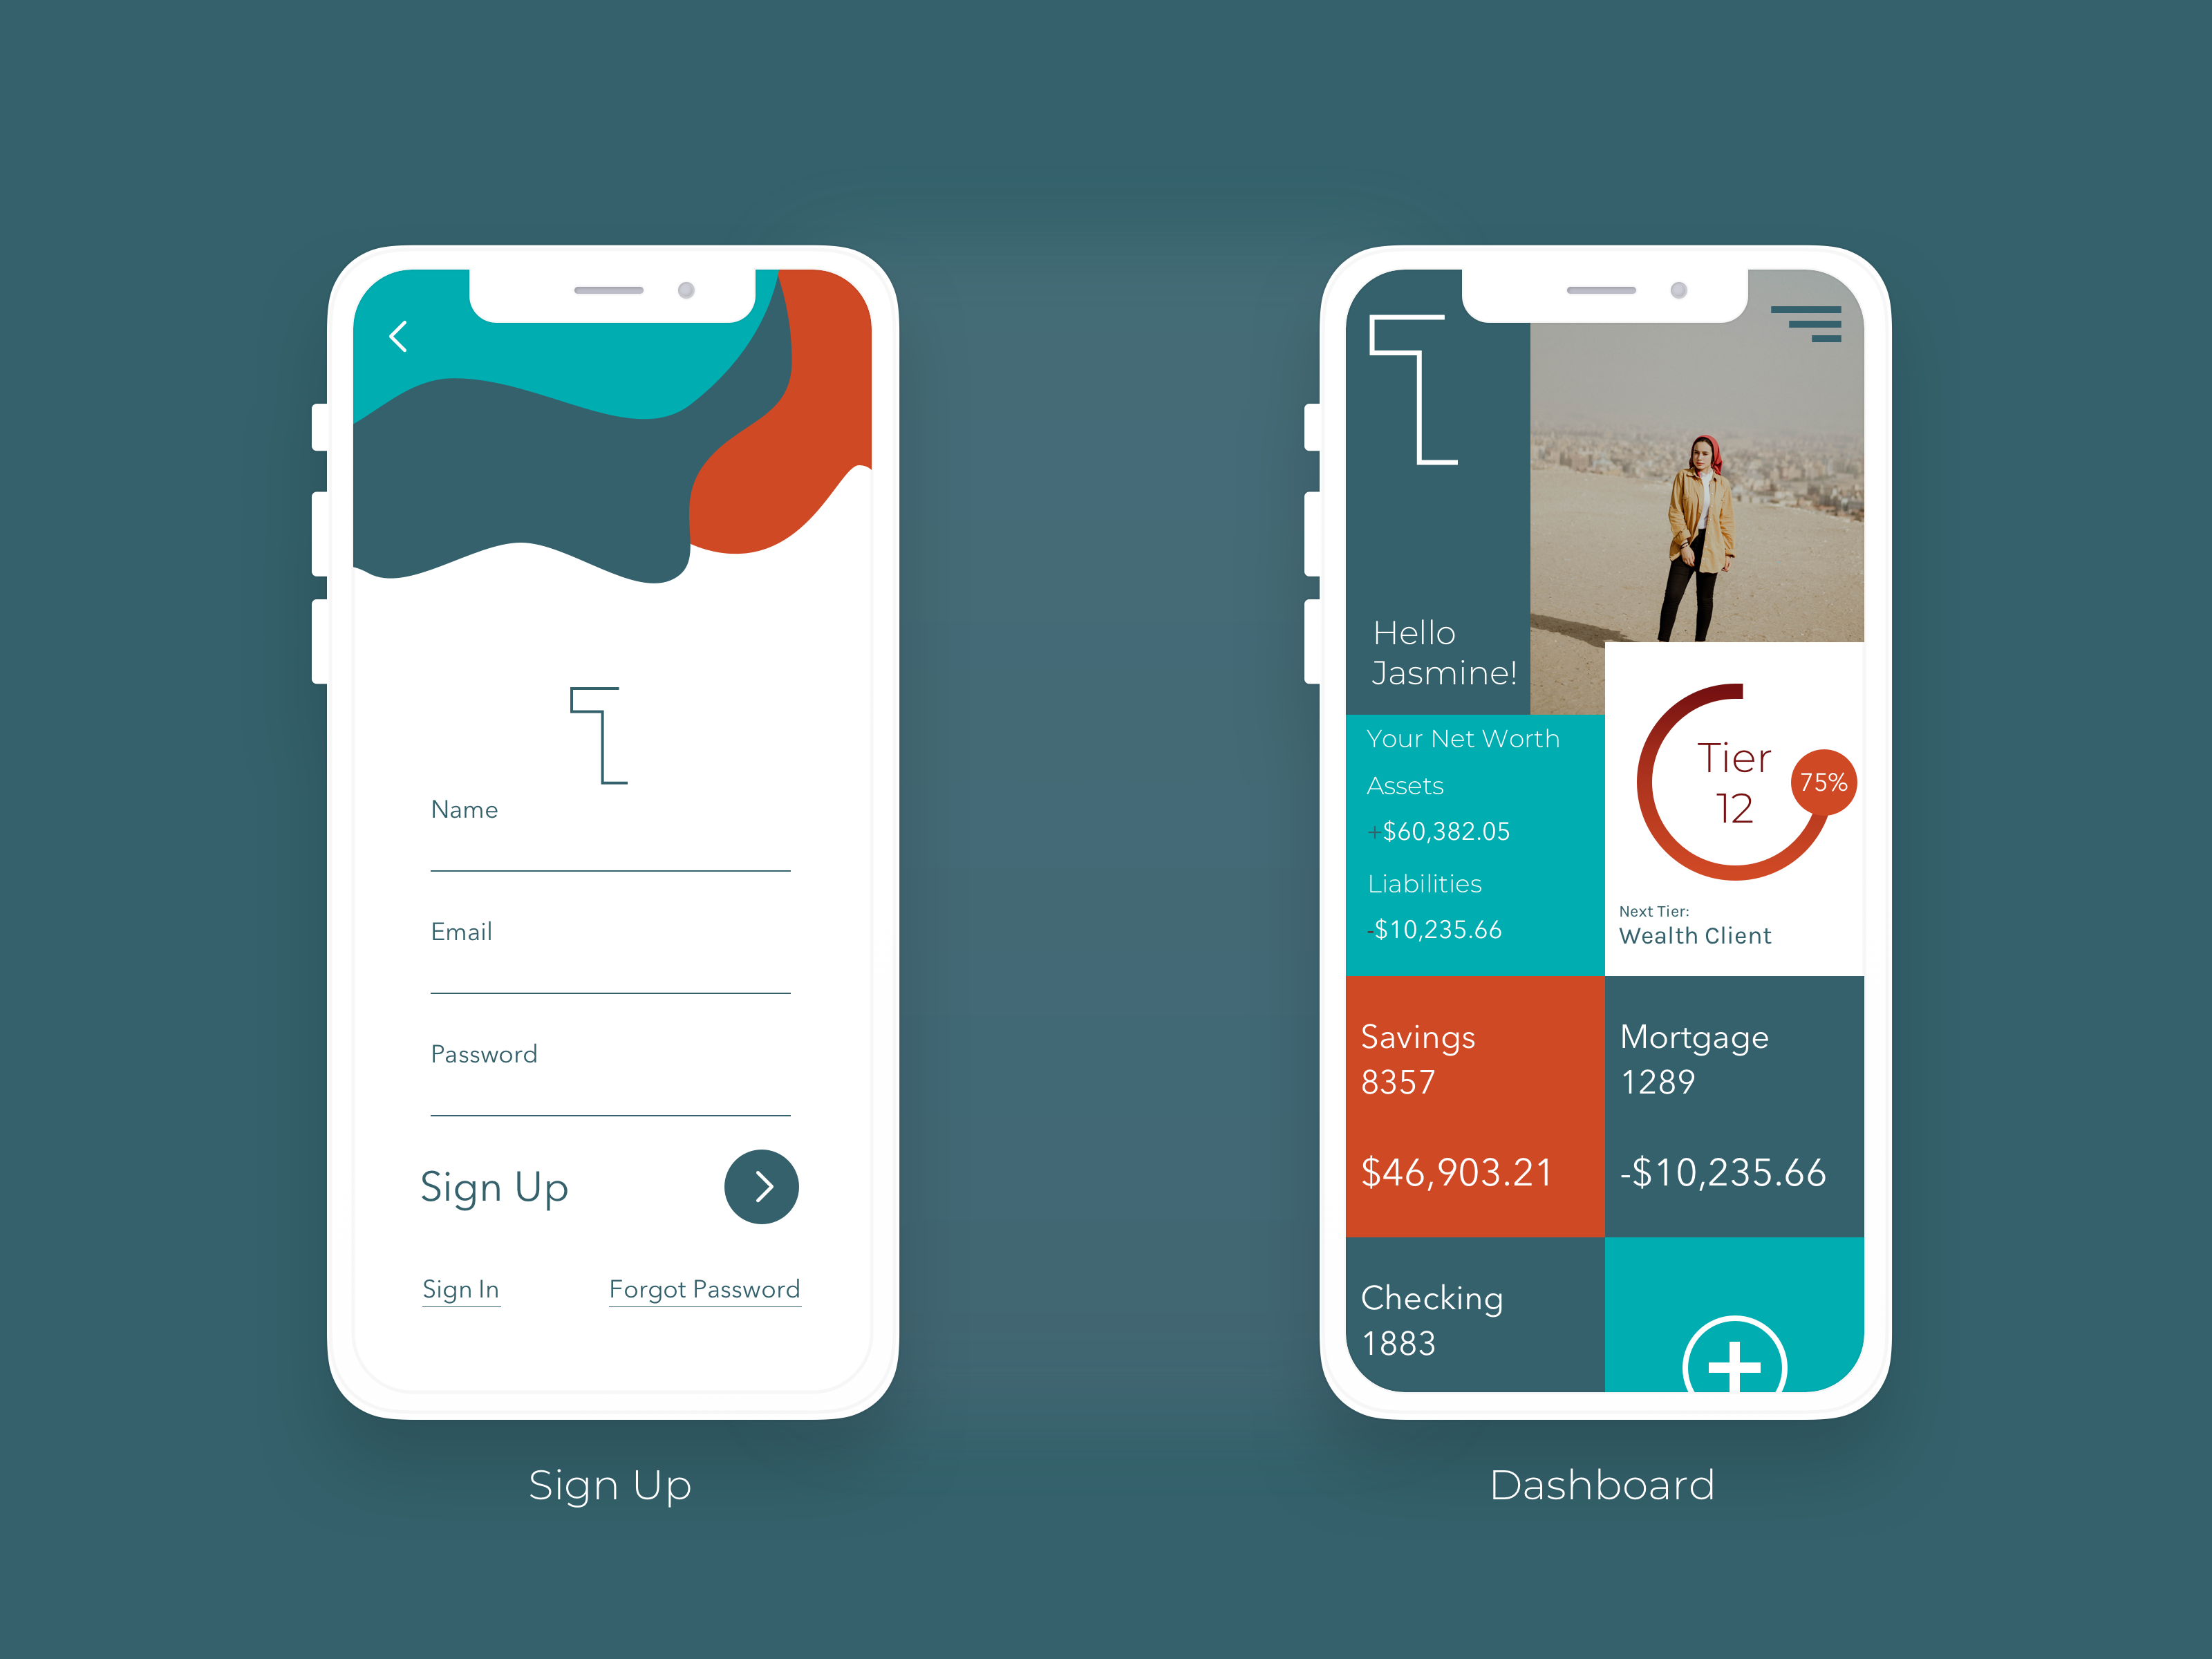 Name
Email
Password
Sign Up
Sign In
Forgot Password
Sign Up
Hello
Jasmine!
Your Net Worth
Assets
+$60,382.05
Liabilities
-$10,235.66
Tier
12
75%
Next Tier:
Wealth Client
Savings
8357
$46,903.21
Mortgage
1289
-$10,235.66
Checking
1883
Dashboard